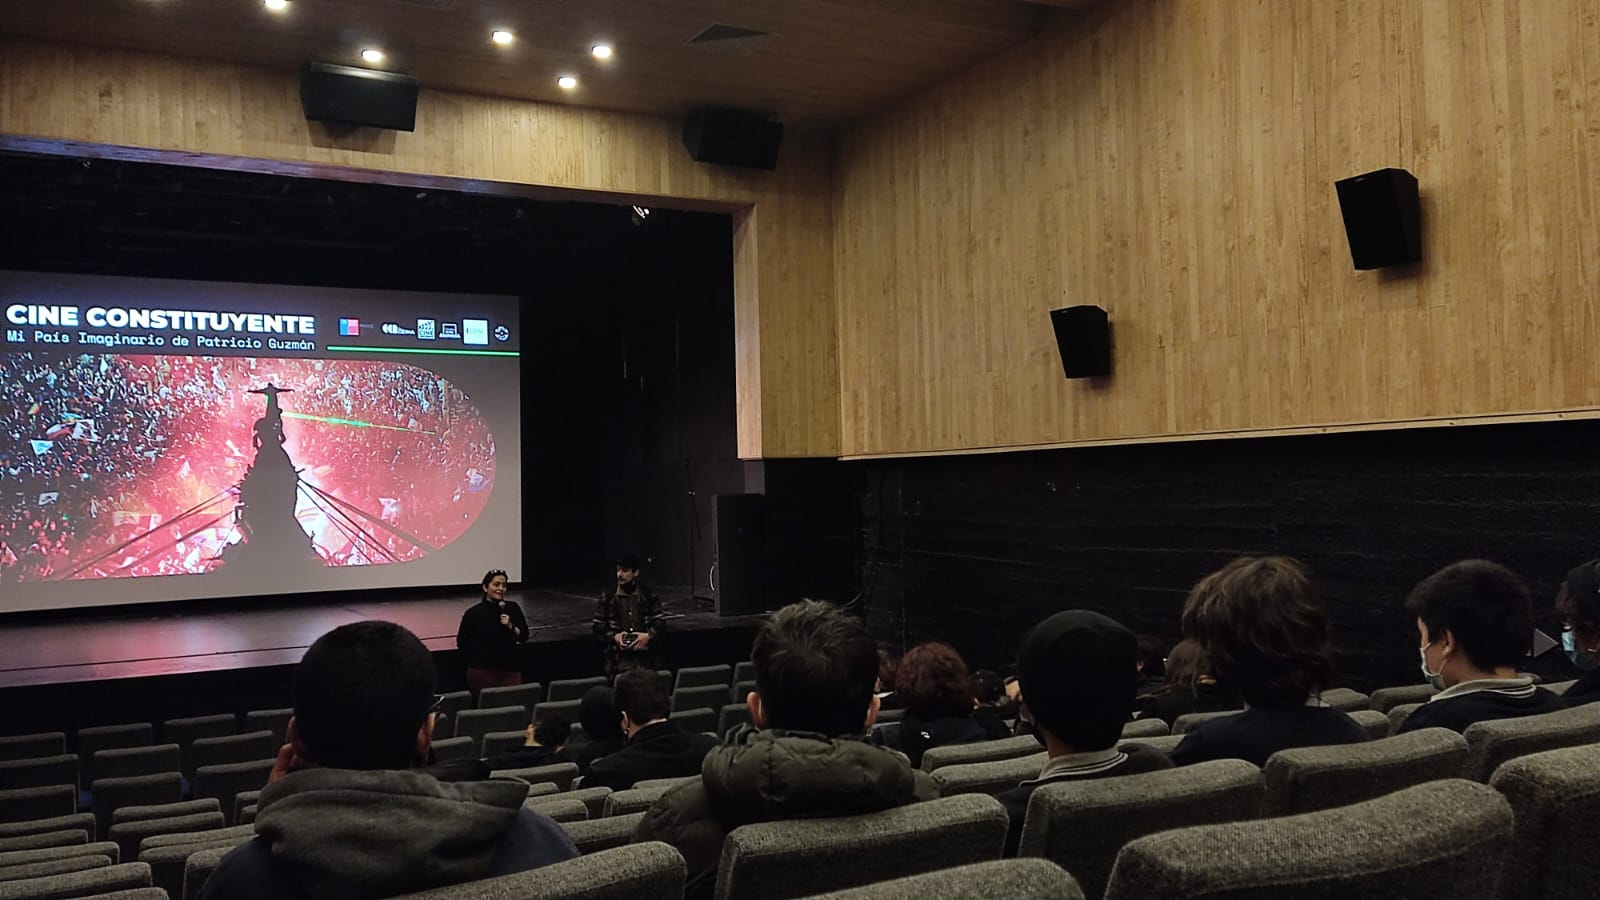 CINE CONSTITUYENTE
Mi País Imaginario de Patricio Guzmán